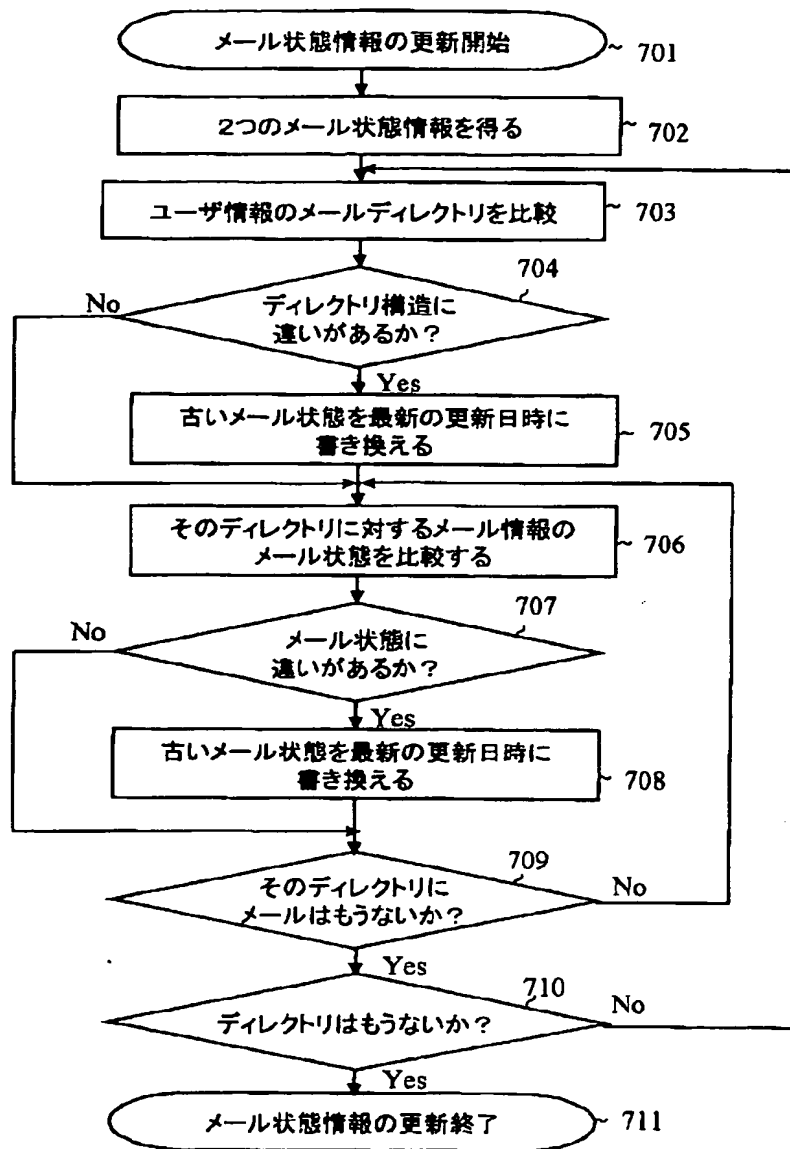 メール状態情報の更新開始
701
2つのメール状態情報を得る
702
ユーザ情報のメールディレクトリを比較
703
704
No
ディレクトリ構造に
違いがあるか？
Yes
古いメール状態を最新の更新日時に
書き換える
705
そのディレクトリに対するメール情報の
メール状態を比較する
706
707
No
メール状態に
違いがあるか？
Yes
古いメール状態を最新の更新日時に
書き換える
708
709
そのディレクトリに
メールはもうないか？
No
Yes
710
ディレクトリはもうないか？
No
Yes
メール状態情報の更新終了
711